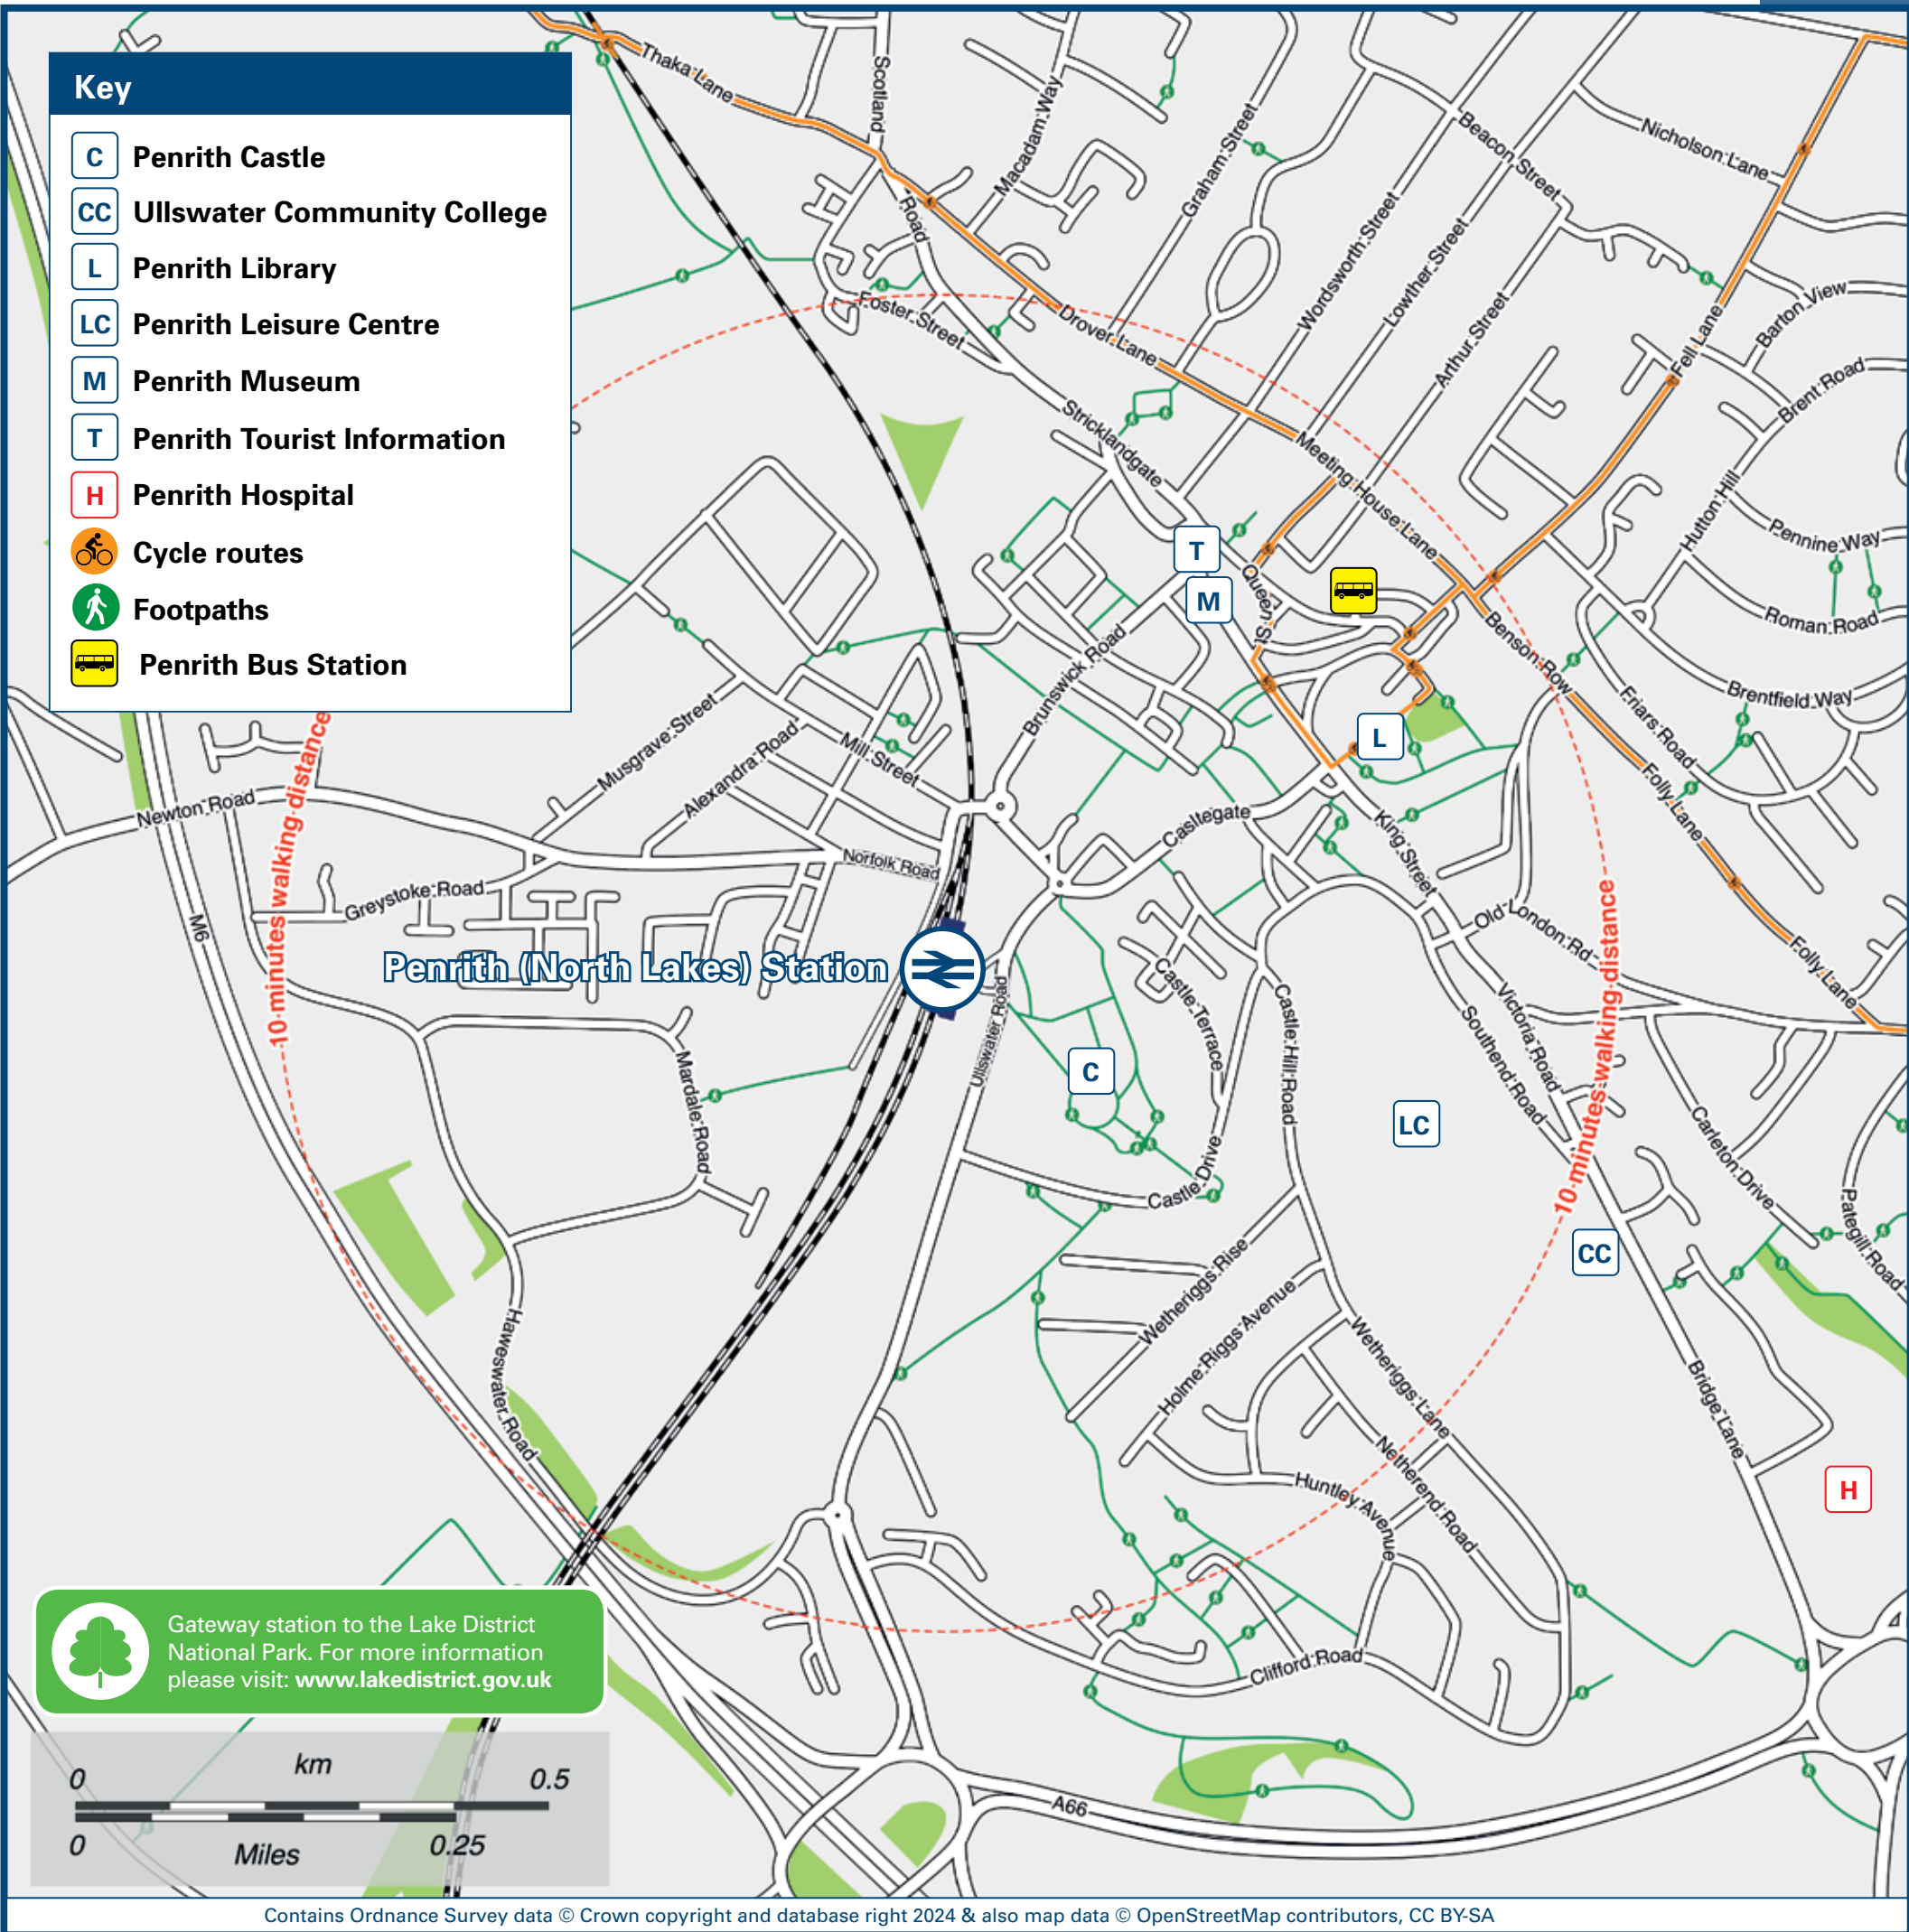 Key
C Penrith Castle
CC Ullswater Community College
L Penrith Library
LC Penrith Leisure Centre
M Penrith Museum
T Penrith Tourist Information
H Penrith Hospital
Cycle routes
Footpaths
Penrith Bus Station
Thaka Lane
Scotland
Road
Macadam Way
Graham Street
Beacon Street
Nicholson Lane
Wordsworth Street
Lowther Street
Arthur Street
Foster Street
Drover Lane
Fell Lane
Barton View
Brent Road
Stricklandgate
Meeting House Lane
Hutton Hill
Pennine Way
Roman Road
T
M
Queen St
L
Benson Row
Brentfield Way
Friars Road
Folly Lane
Folly Lane
Brunswick Road
Musgrave Street
Alexandra Road
Mill Street
Newton Road
Norfolk Road
Greystoke Road
Castlegate
King Street
Old London Rd
M6
10 minutes walking distance
10 minutes walking distance
Penrith (North Lakes) Station
Ullswater Road
Castle Terrace
Castle Hill Road
Victoria Road
Southend Road
C
LC
CC
H
Mardale Road
Castle Drive
Carleton Drive
Pategill Road
Wetheriggs Rise
Holme Riggs Avenue
Wetheriggs Lane
Bridge Lane
Haweswater Road
Huntley Avenue
Netherend Road
Clifford Road
A66
Gateway station to the Lake District
National Park. For more information
please visit: www.lakedistrict.gov.uk
km
0 0.5
0 0.25
Miles
Contains Ordnance Survey data © Crown copyright and database right 2024 & also map data © OpenStreetMap contributors, CC BY-SA